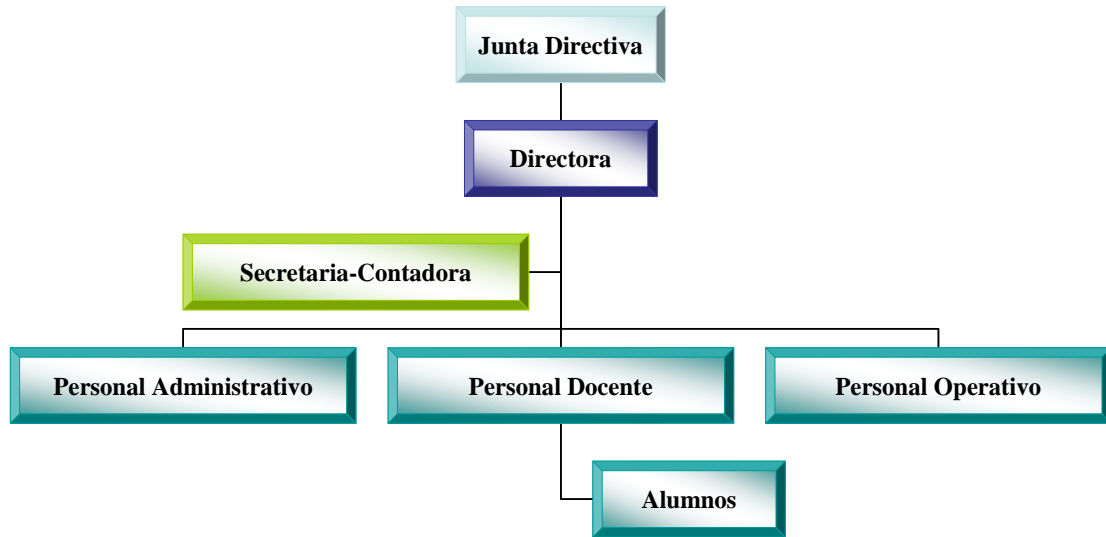 Junta Directiva
Directora
Secretaria-Contadora
Personal Administrativo
Personal Docente
Personal Operativo
Alumnos